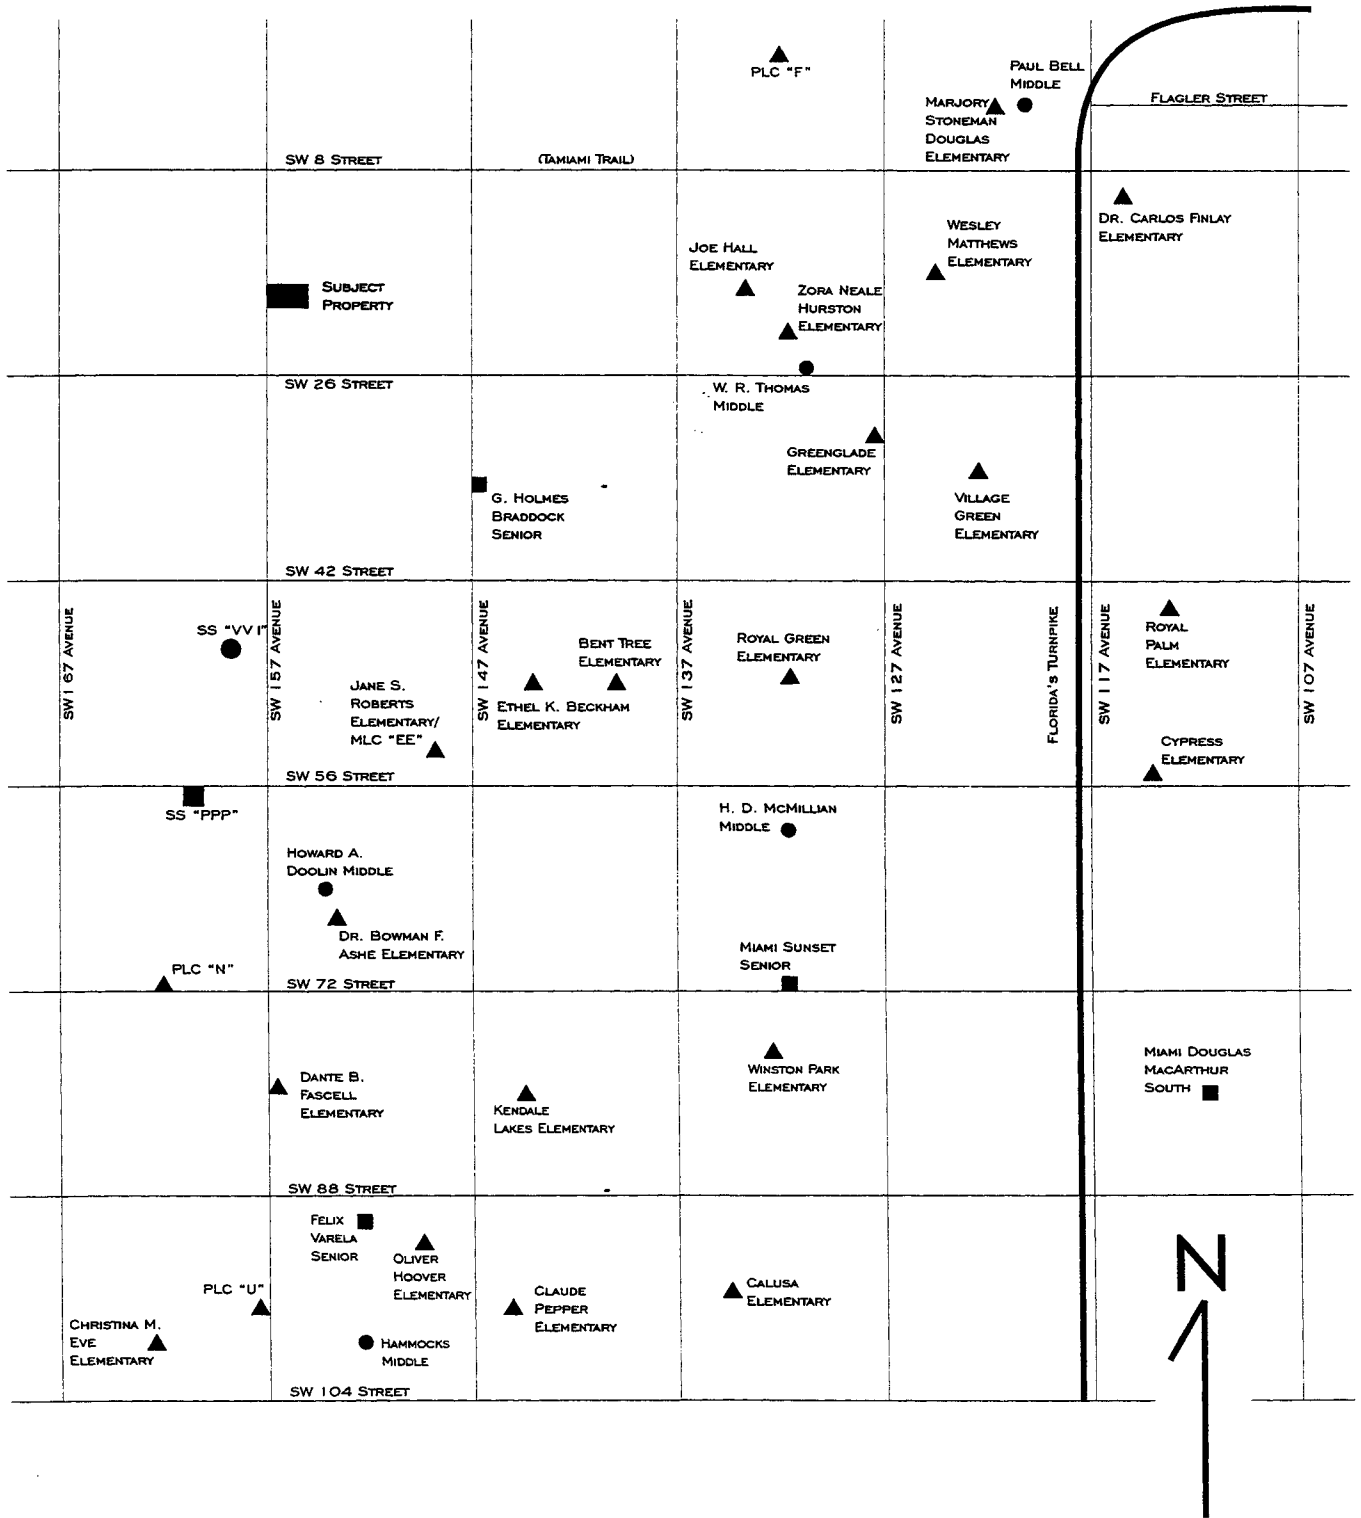 PLC "F"
PAUL BELL
MIDDLE
MARJORY
STONEMAN
DOUGLAS
ELEMENTARY
FLAGLER STREET
SW 8 STREET
(TAMIAMI TRAIL)
DR. CARLOS FINLAY
ELEMENTARY
WESLEY
MATTHEWS
ELEMENTARY
JOE HALL
ELEMENTARY
SUBJECT
PROPERTY
ZORA NEALE
HURSTON
ELEMENTARY
SW 26 STREET
W. R. THOMAS
MIDDLE
GREENGLADE
ELEMENTARY
G. HOLMES
BRADDOCK
SENIOR
VILLAGE
GREEN
ELEMENTARY
SW 42 STREET
SW 167 AVENUE
SS "VV1"
SW 157 AVENUE
SW 147 AVENUE
BENT TREE
ELEMENTARY
SW 137 AVENUE
ROYAL GREEN
ELEMENTARY
SW 127 AVENUE
FLORIDA'S TURNPIKE
SW 117 AVENUE
ROYAL
PALM
ELEMENTARY
SW 107 AVENUE
JANE S.
ROBERTS
ELEMENTARY/
MLC "EE"
ETHEL K. BECKHAM
ELEMENTARY
CYPRESS
ELEMENTARY
SW 56 STREET
SS "PPP"
H. D. MCMILLIAN
MIDDLE
HOWARD A.
DOOLIN MIDDLE
DR. BOWMAN F.
ASHE ELEMENTARY
MIAMI SUNSET
SENIOR
PLC "N"
SW 72 STREET
WINSTON PARK
ELEMENTARY
MIAMI DOUGLAS
MACARTHUR
SOUTH
DANTE B.
FASCELL
ELEMENTARY
KENDALE
LAKES ELEMENTARY
SW 88 STREET
FELIX
VARELA
SENIOR
OLIVER
HOOVER
ELEMENTARY
N
PLC "U"
CLAUDE
PEPPER
ELEMENTARY
CALUSA
ELEMENTARY
CHRISTINA M.
EVE
ELEMENTARY
HAMMOCKS
MIDDLE
SW 104 STREET